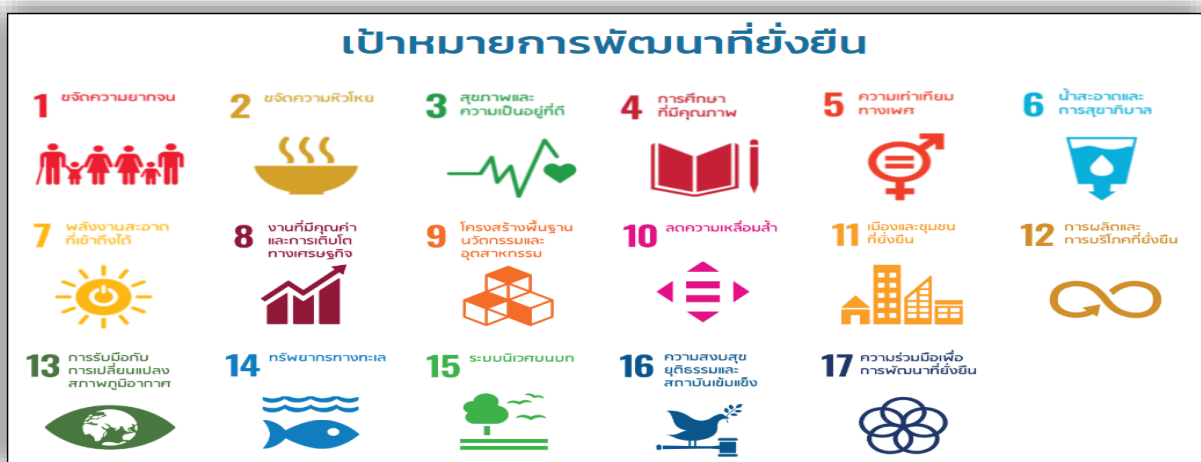 เป้าหมายการพัฒนาที่ยั่งยืน
1 ขจัดความยากจน
2 ขจัดความหิวโหย
3 สุขภาพและ
ความเป็นอยู่ที่ดี
4 การศึกษา
ที่มีคุณภาพ
5 ความเท่าเทียม
ทางเพศ
6 น้ำสะอาดและ
การสุขาภิบาล
7 พลังงานสะอาด
ที่เข้าถึงได้
8 งานที่มีคุณค่า
และการเติบโต
ทางเศรษฐกิจ
9 โครงสร้างพื้นฐาน
นวัตกรรมและ
อุตสาหกรรม
10 ลดความเหลื่อมล้ำ
11 เมืองและชุมชน
ที่ยั่งยืน
12 การผลิตและ
การบริโภคที่ยั่งยืน
13 การรับมือกับ
การเปลี่ยนแปลง
สภาพภูมิอากาศ
14 ทรัพยากรทางทะเล
15 ระบบนิเวศบนบก
16 ความสงบสุข
ยุติธรรมและ
สถาบันเข้มแข็ง
17 ความร่วมมือเพื่อ
การพัฒนาที่ยั่งยืน